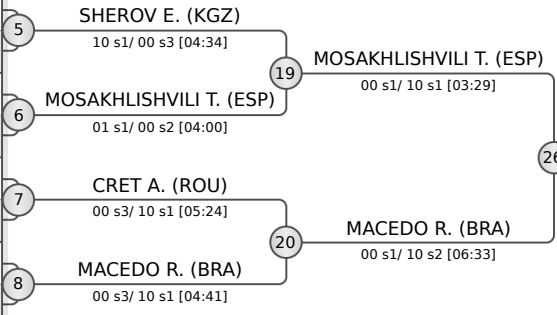 SHEROV E. (KGZ)
5
10 s1/ 00 s3 [04:34]
MOSAKHLISHVILI T. (ESP)
19
00 s1/ 10 s1 [03:29]
MOSAKHLISHVILI T. (ESP)
6
01 s1/ 00 s2 [04:00]
26
CRET A. (ROU)
7
00 s3/ 10 s1 [05:24]
MACEDO R. (BRA)
20
00 s1/ 10 s2 [06:33]
MACEDO R. (BRA)
8
00 s3/ 10 s1 [04:41]